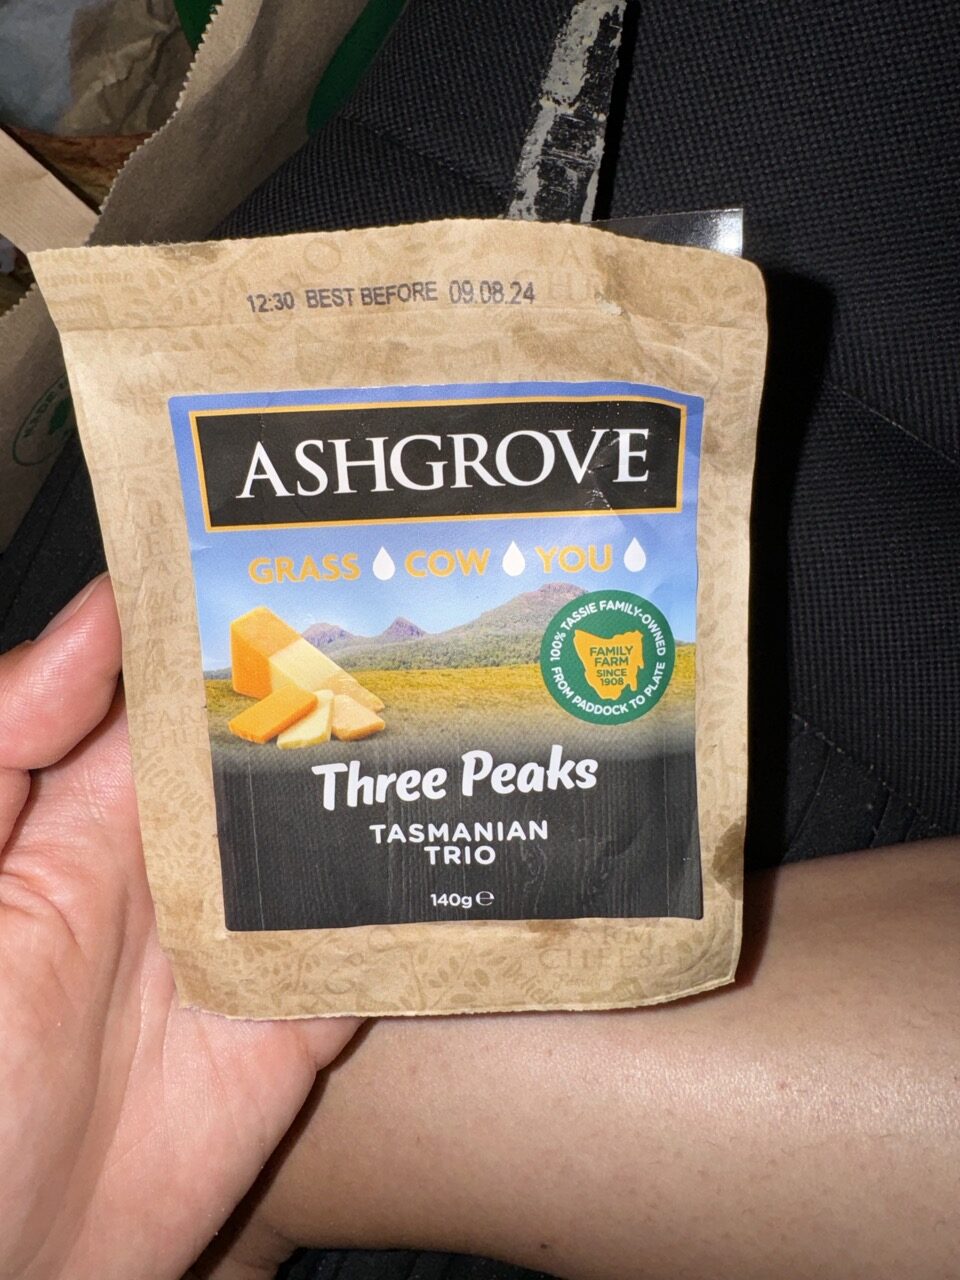 12:30 BEST BEFORE 09.08.24
ASHGROVE
GRASS COW YOU
100% TASSIE FAMILY-OWNED
FAMILY
FARM
SINCE
1908
FROM PADDOCK TO PLATE
Three Peaks
TASMANIAN
TRIO
140g ℮
CHEESE